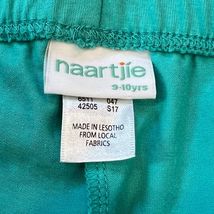 naartjie
9-10yrs
6511 047
42505 S17
MADE IN LESOTHO
FROM LOCAL
FABRICS